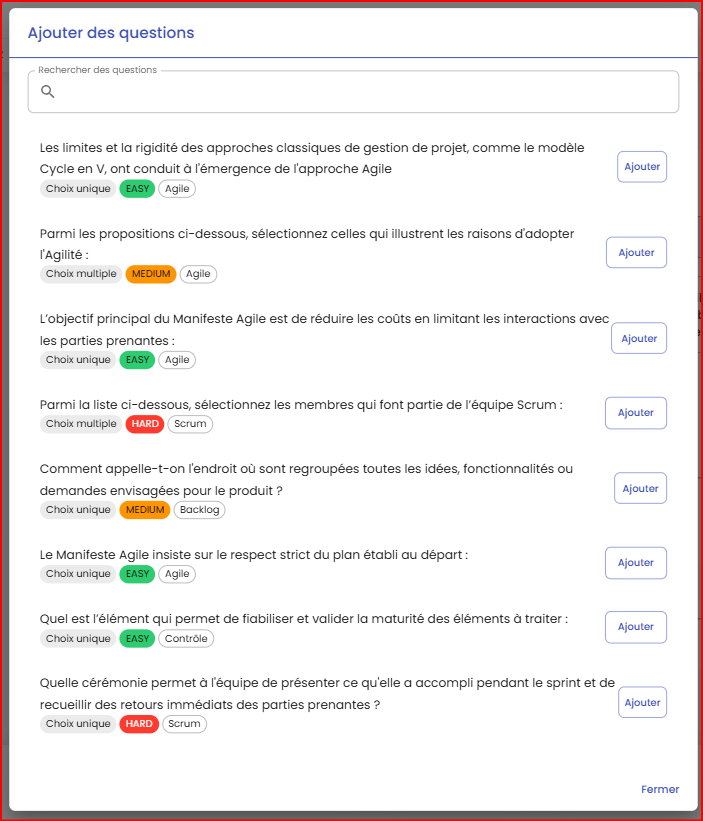 Ajouter des questions
Rechercher des questions
Les limites et la rigidité des approches classiques de gestion de projet, comme le modèle
Cycle en V, ont conduit à l'émergence de l'approche Agile
Ajouter
Choix unique EASY Agile
Parmi les propositions ci-dessous, sélectionnez celles qui illustrent les raisons d'adopter
l'Agilité :
Ajouter
Choix multiple MEDIUM Agile
L’objectif principal du Manifeste Agile est de réduire les coûts en limitant les interactions avec
les parties prenantes :
Ajouter
Choix unique EASY Agile
Parmi la liste ci-dessous, sélectionnez les membres qui font partie de l’équipe Scrum :
Ajouter
Choix multiple HARD Scrum
Comment appelle-t-on l'endroit où sont regroupées toutes les idées, fonctionnalités ou
demandes envisagées pour le produit ?
Ajouter
Choix unique MEDIUM Backlog
Le Manifeste Agile insiste sur le respect strict du plan établi au départ :
Ajouter
Choix unique EASY Agile
Quel est l’élément qui permet de fiabiliser et valider la maturité des éléments à traiter :
Ajouter
Choix unique EASY Contrôle
Quelle cérémonie permet à l'équipe de présenter ce qu'elle a accompli pendant le sprint et de
recueillir des retours immédiats des parties prenantes ?
Ajouter
Choix unique HARD Scrum
Fermer